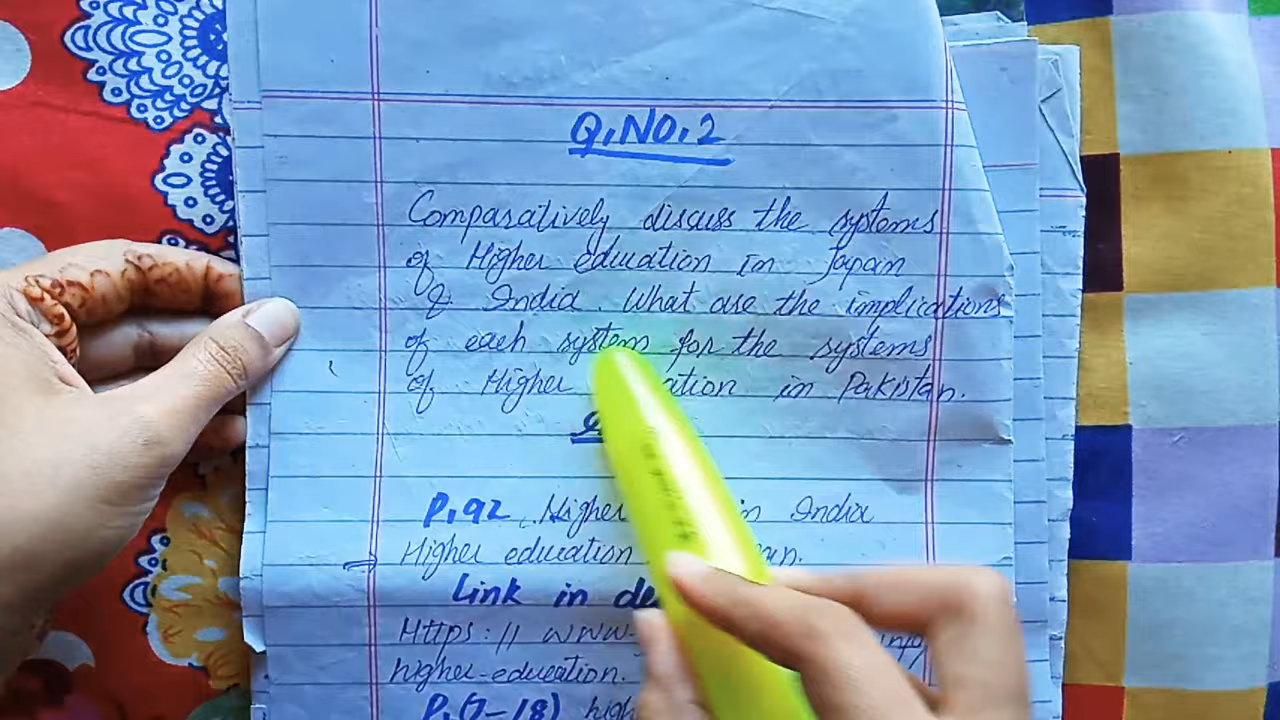 Q.NO.2
Comparatively discuss the systems
of Higher education in Japan
& India. What are the implications
of each system for the systems
of Higher in Pakistan.
P.92 Higher in India
Higher education
Link in
Https://www
higher-education.
P.(7-18)